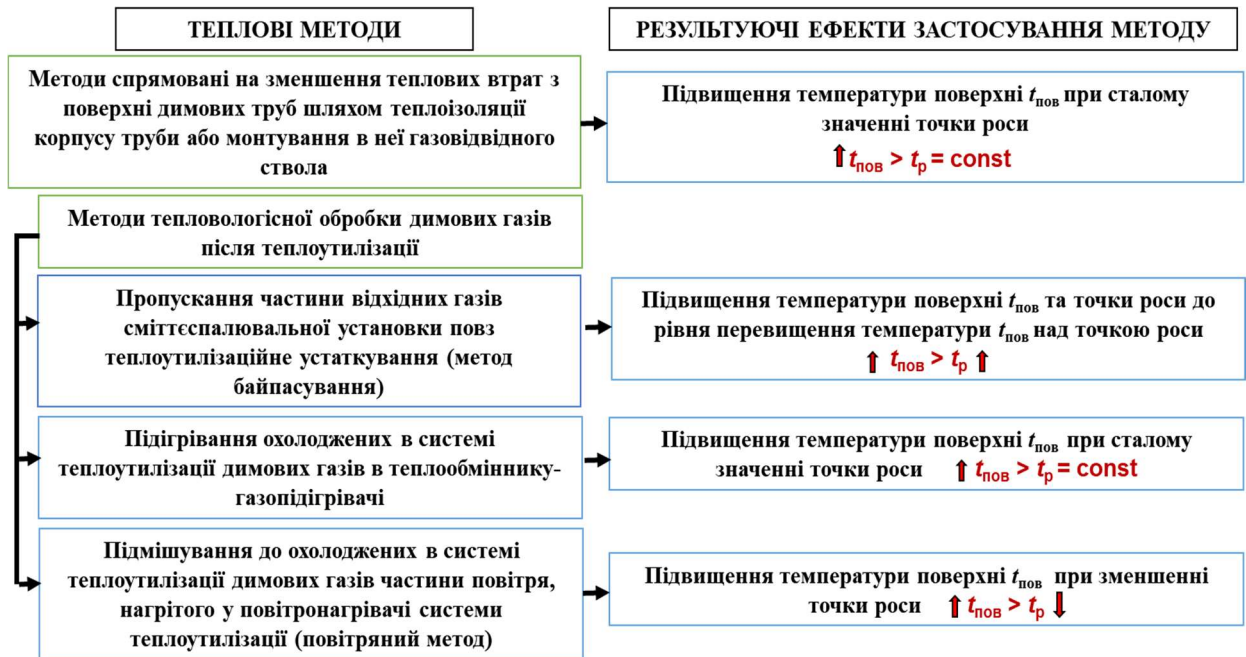 ТЕПЛОВІ МЕТОДИ
РЕЗУЛЬТУЮЧІ ЕФЕКТИ ЗАСТОСУВАННЯ МЕТОДУ
Методи спрямовані на зменшення теплових втрат з
поверхні димових труб шляхом теплоізоляції
корпусу труби або монтування в неї газовідвідного
ствола
Підвищення температури поверхні tпов при сталому
значенні точки роси
⬆ tпов > tр = const
Методи тепловологісної обробки димових газів
після теплоутилізації
Пропускання частини відхідних газів
сміттєспалювальної установки повз
теплоутилізаційне устаткування (метод
байпасування)
Підвищення температури поверхні tпов та точки роси до
рівня перевищення температури tпов над точкою роси
⬆ tпов > tр ⬆
Підігрівання охолоджених в системі
теплоутилізації димових газів в теплообміннику-
газопідігрівачі
Підвищення температури поверхні tпов при сталому
значенні точки роси ⬆ tпов > tр = const
Підмішування до охолоджених в системі
теплоутилізації димових газів частини повітря,
нагрітого у повітронагрівачі системи
теплоутилізації (повітряний метод)
Підвищення температури поверхні tпов при зменшенні
точки роси ⬆ tпов > tр ⬇